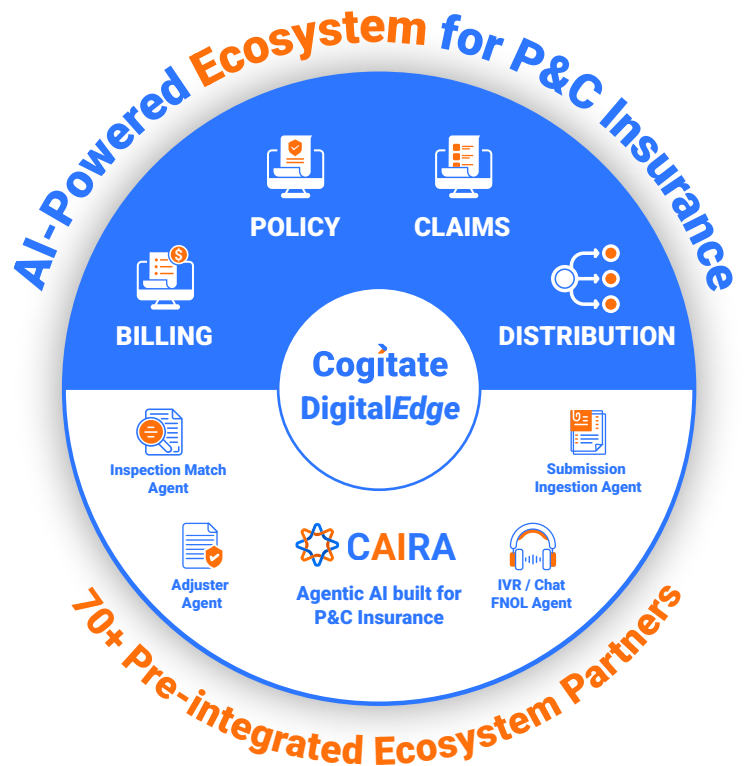 AI-Powered Ecosystem for P&C Insurance
POLICY
CLAIMS
BILLING
DISTRIBUTION
Cogitate
DigitalEdge
Inspection Match
Agent
Submission
Ingestion Agent
Adjuster
Agent
CAIRA
Agentic AI built for
P&C Insurance
IVR / Chat
FNOL Agent
70+ Pre-integrated Ecosystem Partners